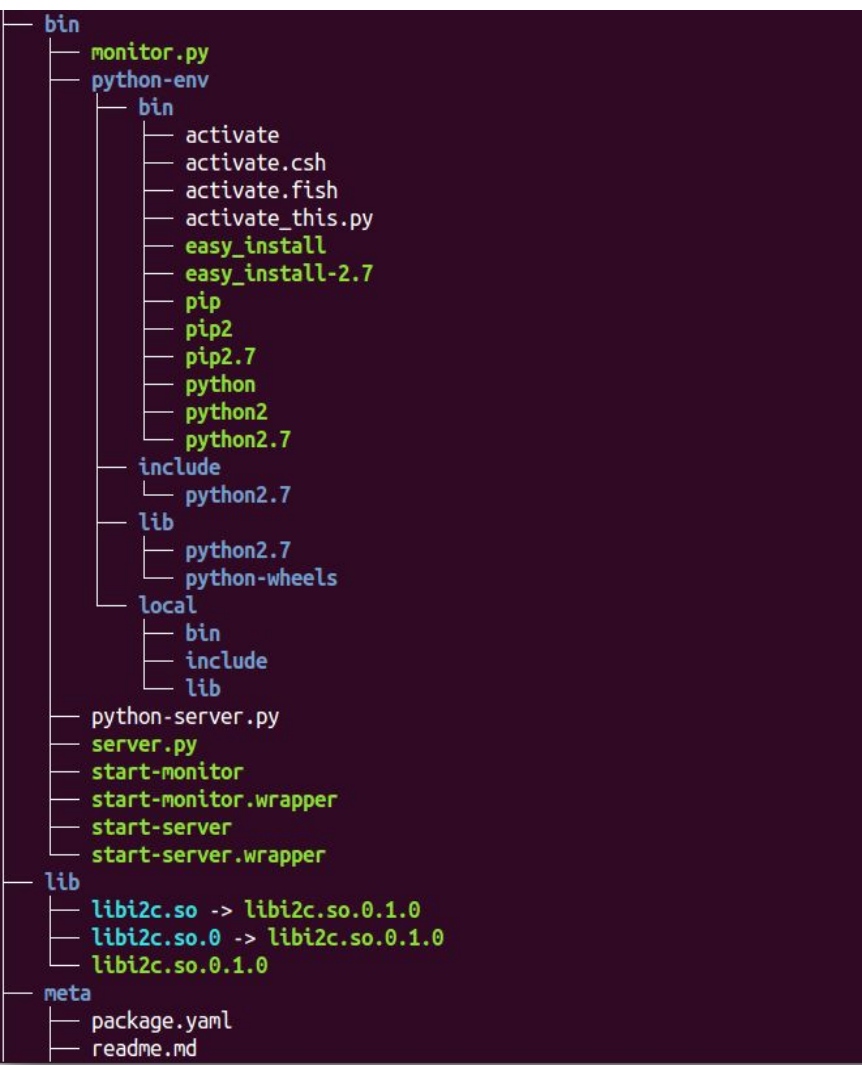 ├── bin
│   ├── monitor.py
│   ├── python-env
│   │   ├── bin
│   │   │   ├── activate
│   │   │   ├── activate.csh
│   │   │   ├── activate.fish
│   │   │   ├── activate_this.py
│   │   │   ├── easy_install
│   │   │   ├── easy_install-2.7
│   │   │   ├── pip
│   │   │   ├── pip2
│   │   │   ├── pip2.7
│   │   │   ├── python
│   │   │   ├── python2
│   │   │   └── python2.7
│   │   ├── include
│   │   │   └── python2.7
│   │   ├── lib
│   │   │   ├── python2.7
│   │   │   └── python-wheels
│   │   └── local
│   │       ├── bin
│   │       ├── include
│   │       └── lib
│   ├── python-server.py
│   ├── server.py
│   ├── start-monitor
│   ├── start-monitor.wrapper
│   ├── start-server
│   └── start-server.wrapper
├── lib
│   ├── libi2c.so -> libi2c.so.0.1.0
│   ├── libi2c.so.0 -> libi2c.so.0.1.0
│   └── libi2c.so.0.1.0
├── meta
│   ├── package.yaml
│   ├── readme.md